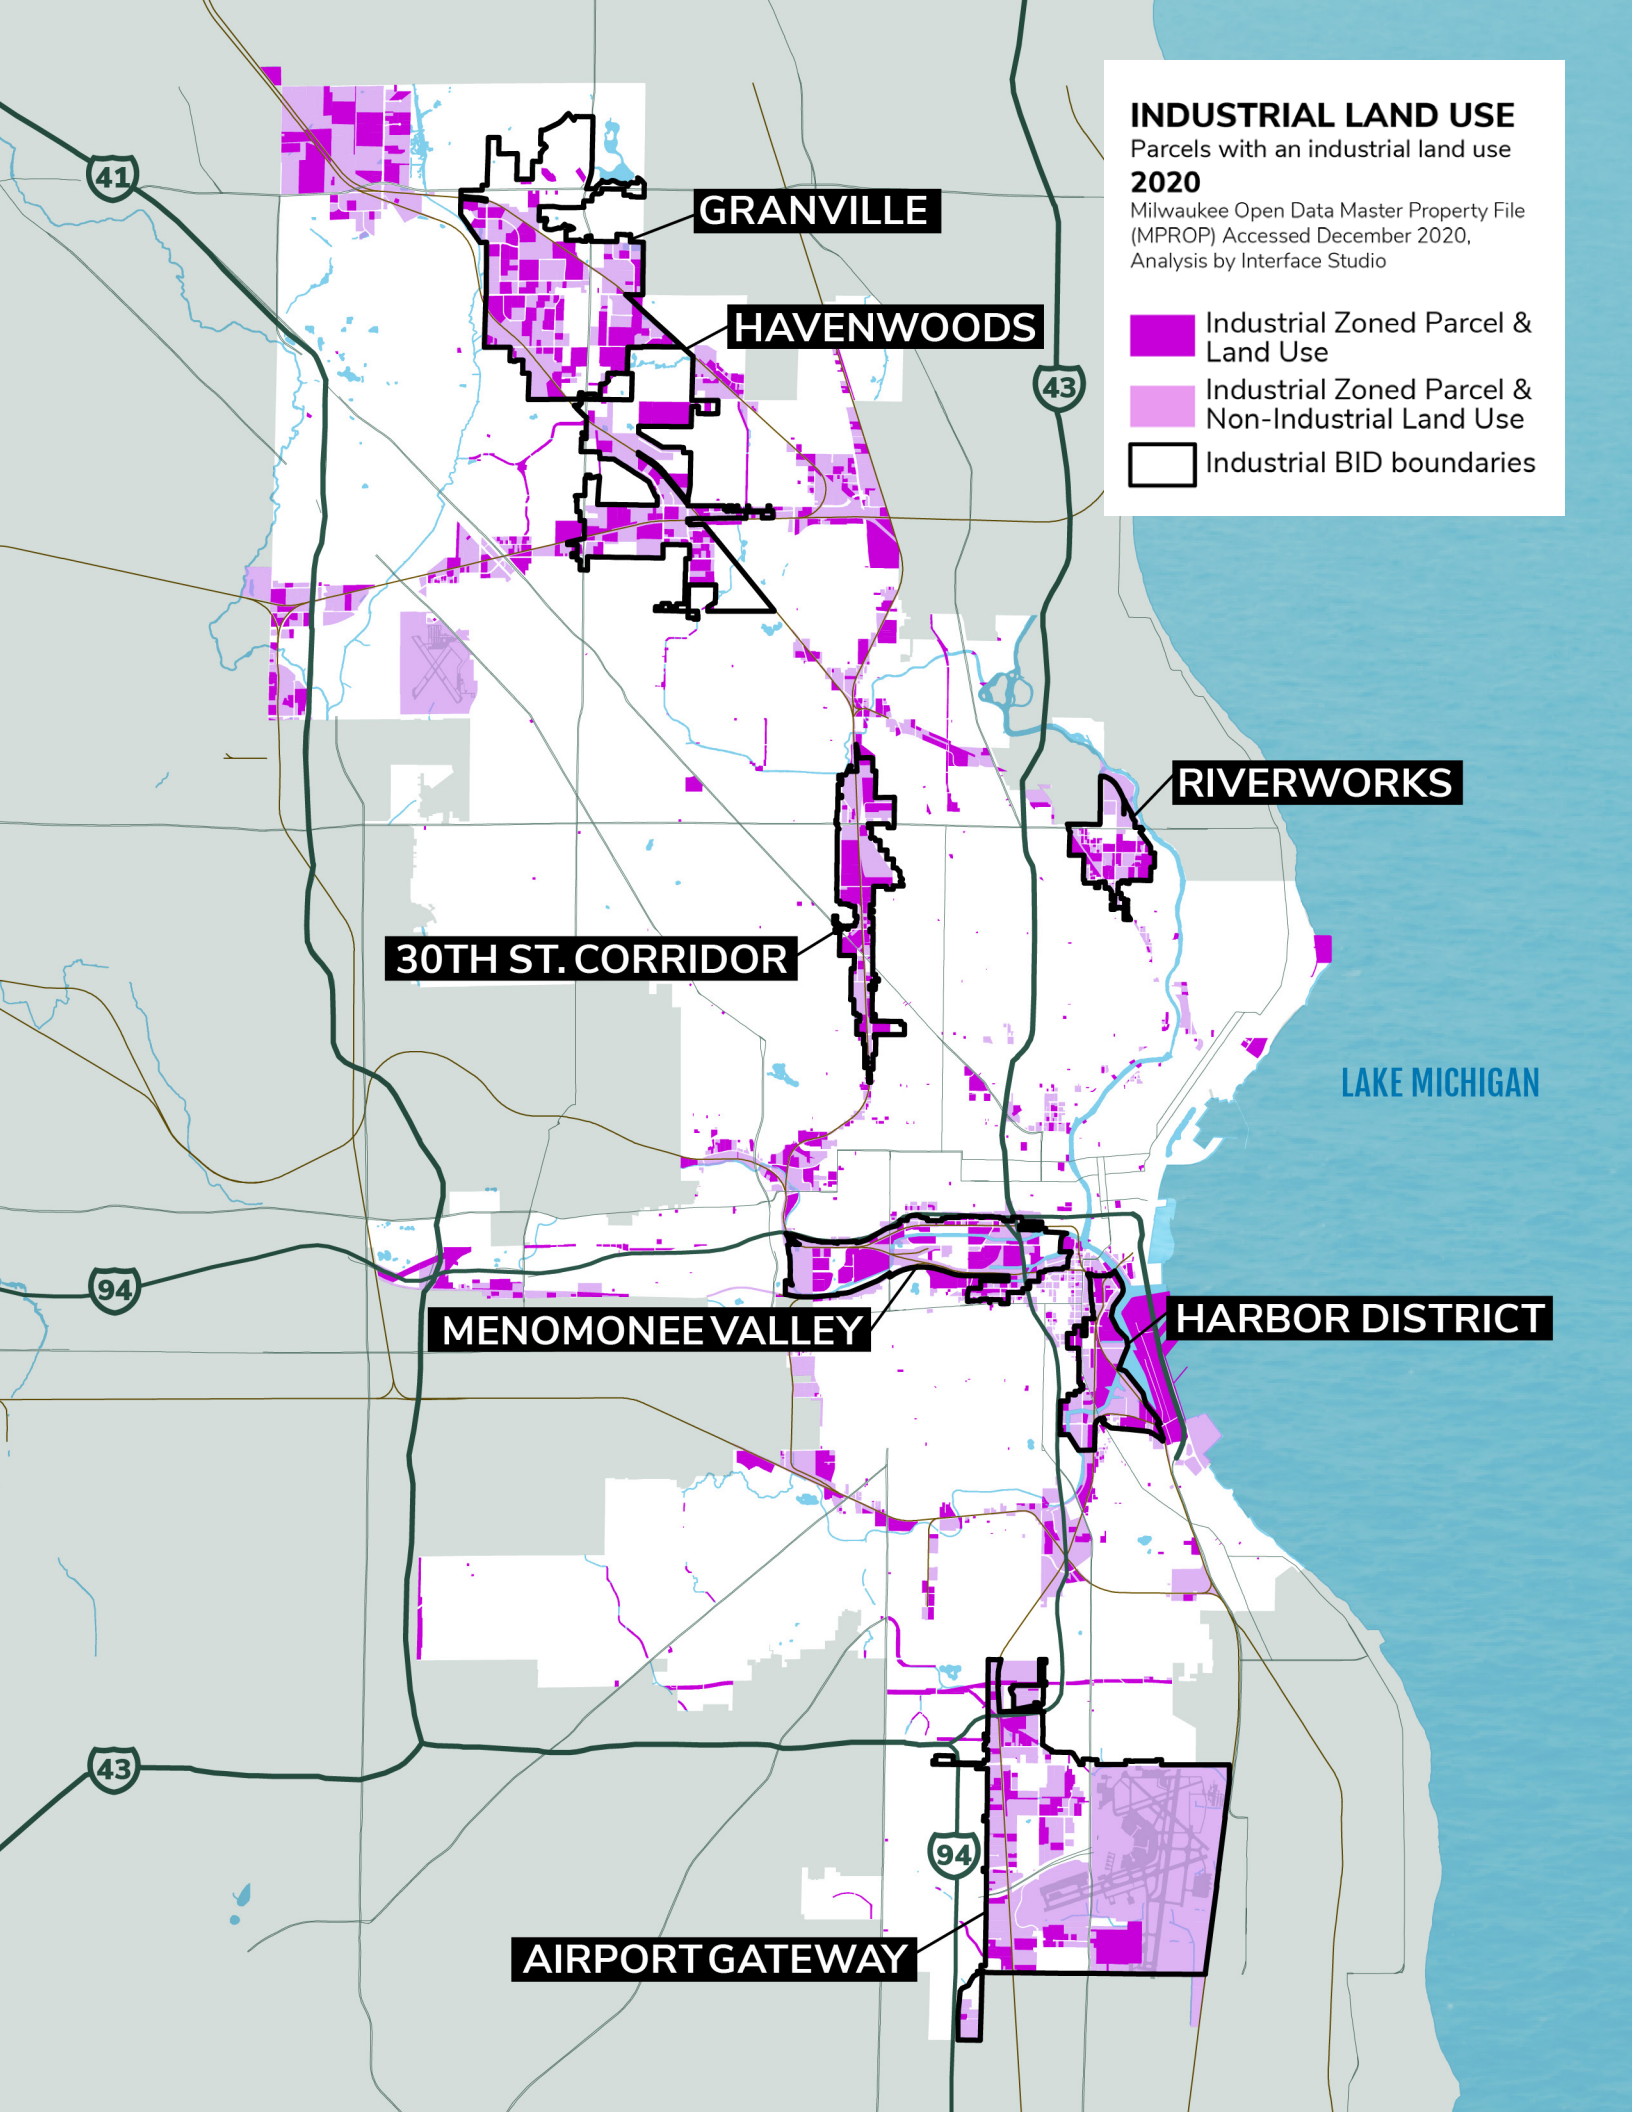 INDUSTRIAL LAND USE
Parcels with an industrial land use
2020
Milwaukee Open Data Master Property File
(MPROP) Accessed December 2020,
Analysis by Interface Studio
Industrial Zoned Parcel &
Land Use
Industrial Zoned Parcel &
Non-Industrial Land Use
Industrial BID boundaries
41
GRANVILLE
HAVENWOODS
43
RIVERWORKS
30TH ST. CORRIDOR
LAKE MICHIGAN
94
MENOMONEE VALLEY
HARBOR DISTRICT
43
94
AIRPORT GATEWAY